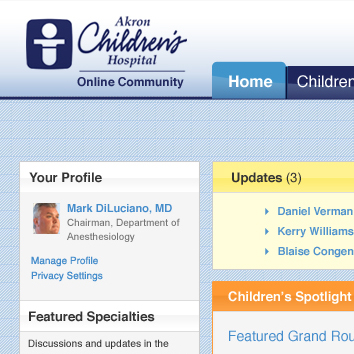 Akron
Children's
Hospital
Online Community
Home
Children
Your Profile
Mark DiLuciano, MD
Chairman, Department of
Anesthesiology
Manage Profile
Privacy Settings
Featured Specialties
Discussions and updates in the
Updates (3)
Daniel Verman
Kerry Williams
Blaise Congen
Children's Spotlight
Featured Grand Rou